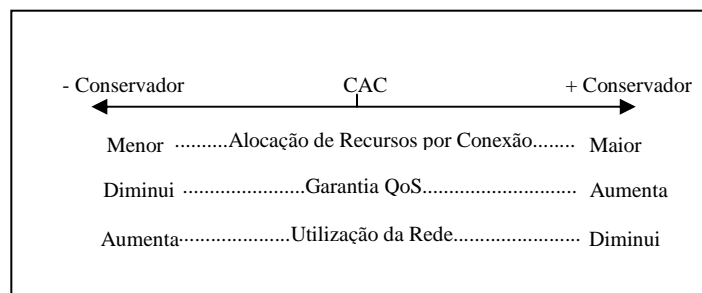 - Conservador CAC + Conservador
Menor ..........Alocação de Recursos por Conexão........ Maior
Diminui ......................Garantia QoS........................... Aumenta
Aumenta.....................Utilização da Rede....................... Diminui